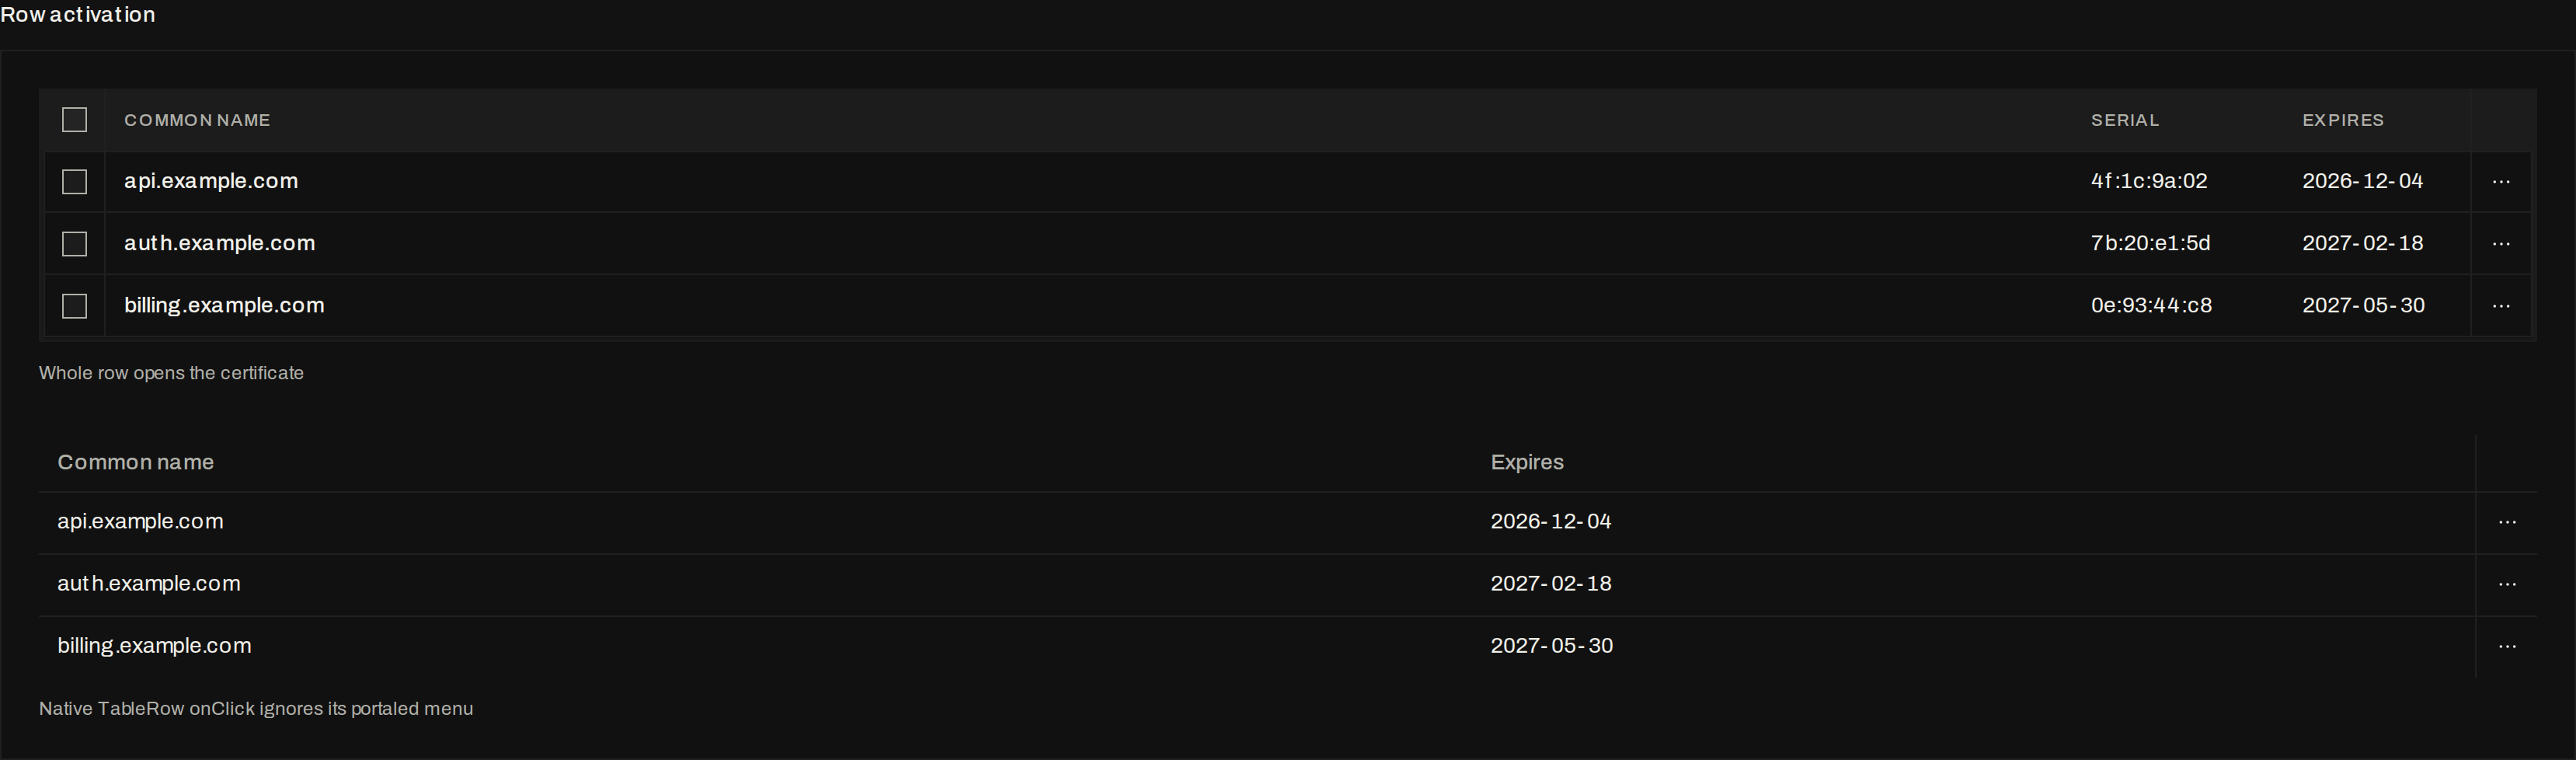 Row activation
COMMON NAME SERIAL EXPIRES
api.example.com 4f:1c:9a:02 2026-12-04 ...
auth.example.com 7b:20:e1:5d 2027-02-18 ...
billing.example.com 0e:93:44:c8 2027-05-30 ...
Whole row opens the certificate
Common name Expires
api.example.com 2026-12-04 ...
auth.example.com 2027-02-18 ...
billing.example.com 2027-05-30 ...
Native TableRow onClick ignores its portaled menu